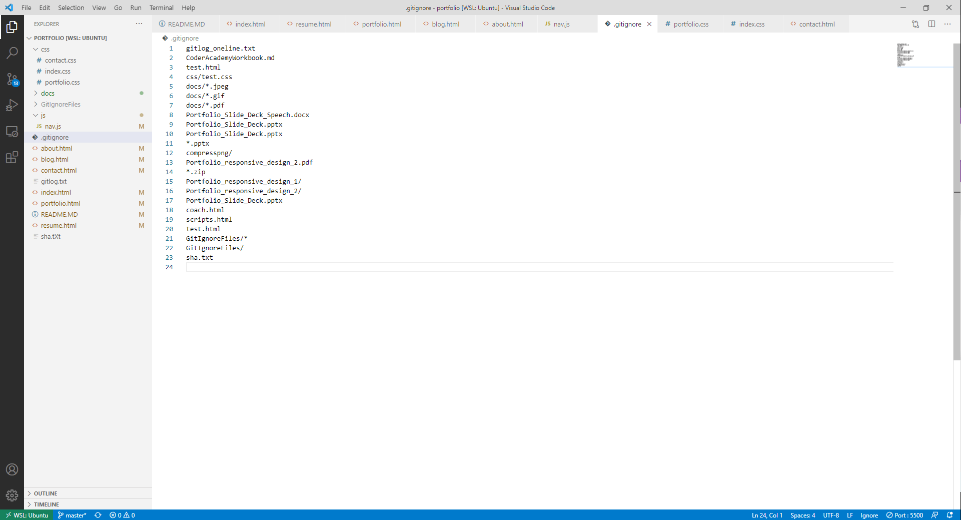 File Edit Selection View Go Run Terminal Help
.gitignore - portfolio [WSL: Ubuntu] - Visual Studio Code
EXPLORER
PORTFOLIO [WSL: UBUNTU]
css
contact.css
index.css
portfolio.css
docs
GitignoreFiles
js
JS nav.js M
.gitignore
about.html M
blog.html M
contact.html M
gitlog.txt
index.html M
portfolio.html M
README.MD M
resume.html M
sha.tXt
OUTLINE
TIMELINE
README.MD index.html resume.html portfolio.html blog.html about.html JS nav.js .gitignore portfolio.css index.css contact.html
.gitignore
1 gitlog_oneline.txt
2 CoderAcademyWorkbook.md
3 test.html
4 css/test.css
5 docs/*.jpeg
6 docs/*.gif
7 docs/*.pdf
8 Portfolio_Slide_Deck_Speech.docx
9 Portfolio_Slide_Deck.pptx
10 Portfolio_Slide_Deck.pptx
11 *.pptx
12 compresspng/
13 Portfolio_responsive_design_2.pdf
14 *.zip
15 Portfolio_responsive_design_1/
16 Portfolio_responsive_design_2/
17 Portfolio_Slide_Deck.pptx
18 coach.html
19 scripts.html
20 test.html
21 GitIgnoreFiles/*
22 GitIgnoreFiles/
23 sha.txt
24
WSL: Ubuntu master* 0 0 Ln 24, Col 1 Spaces: 4 UTF-8 LF Ignore Port : 5500